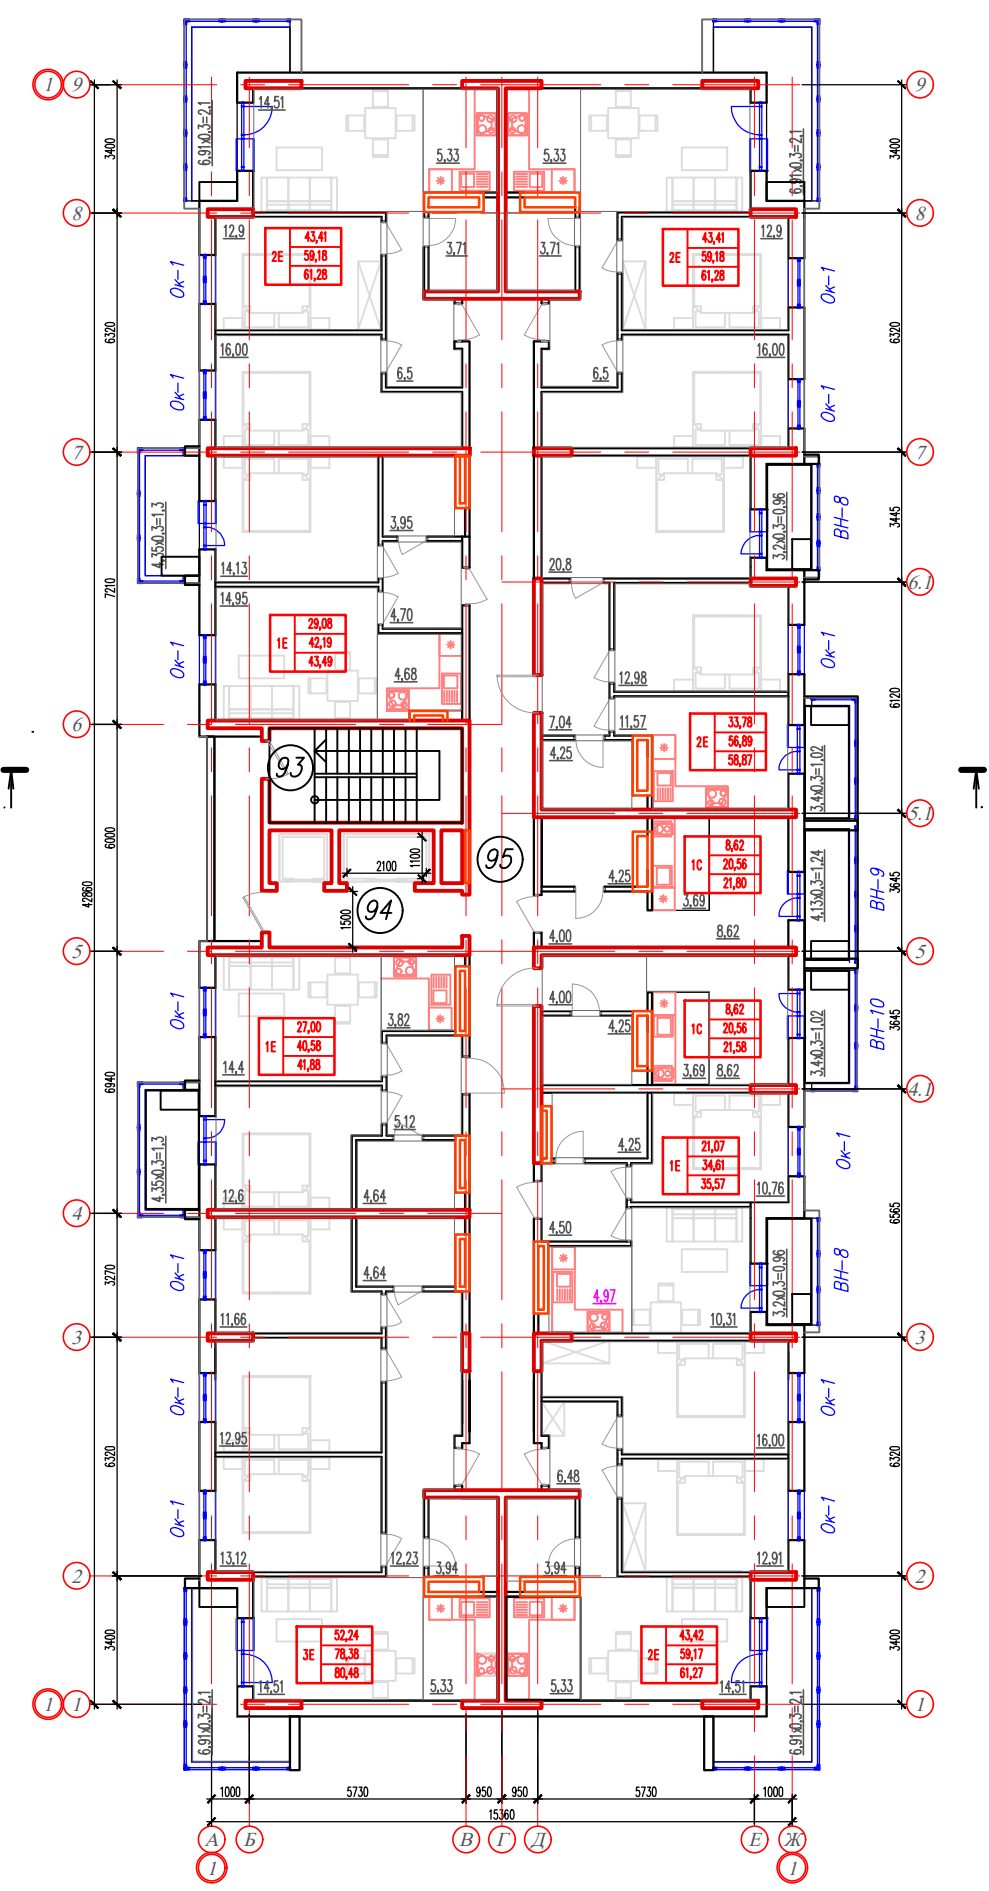 1 9 9
6,91x0,3=2,1 14,51 5,33 5,33 6,91x0,3=2,1
3400 3400
8 8
12,9 3,71 3,71 12,9
2Е 43,41 59,18 61,28
2Е 43,41 59,18 61,28
Ок-1 Ок-1
6320 6320
16,00 6,5 6,5 16,00
Ок-1 Ок-1
7 7
4,35x0,3=1,3 3,95 3,2x0,3=0,96 ВН-8
3445
14,13 20,8
7210
6.1
14,95 4,70
1Е 29,08 42,19 43,49
Ок-1 4,68 12,98 Ок-1
6120
6 7,04 11,57
2Е 33,78 56,89 58,87
4,25 3,4x0,3=1,02
93
5.1
6000
1100 2100
95
1С 8,62 20,56 21,80
4,25 3,69 4,13x0,3=1,24 ВН-9
3645
42860
94
1500
4,00 8,62
5 5
Ок-1 3,82 4,00 4,25
1Е 27,00 40,58 41,88
1С 8,62 20,56 21,58
3,4x0,3=1,02 ВН-10
3645
14,4 3,69 8,62
6940
4.1
4,35x0,3=1,3 5,12 4,25
1Е 21,07 34,61 35,57
Ок-1
12,6 4,64 10,76
4 4,50
6565
3270
Ок-1 4,64 4,97 3,2x0,3=0,96 ВН-8
11,66 10,31
3 3
Ок-1 Ок-1
12,95 16,00
6320 6320
6,48
Ок-1 Ок-1
13,12 12,23 3,94 3,94 12,91
2 2
3400 3400
3Е 52,24 78,38 80,48
2Е 43,42 59,17 61,27
14,51 5,33 5,33 14,51
1 1 1
6,91x0,3=2,1 6,91x0,3=2,1
1000 5730 950 950 5730 1000
15360
А Б В Г Д Е Ж
1 1